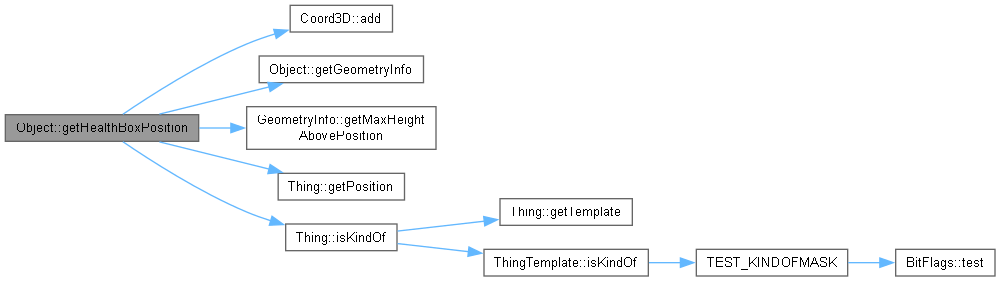 Coord3D::add
Object::getGeometryInfo
Object::getHealthBoxPosition
GeometryInfo::getMaxHeight
AbovePosition
Thing::getPosition
Thing::isKindOf
Thing::getTemplate
ThingTemplate::isKindOf
TEST_KINDOFMASK
BitFlags::test